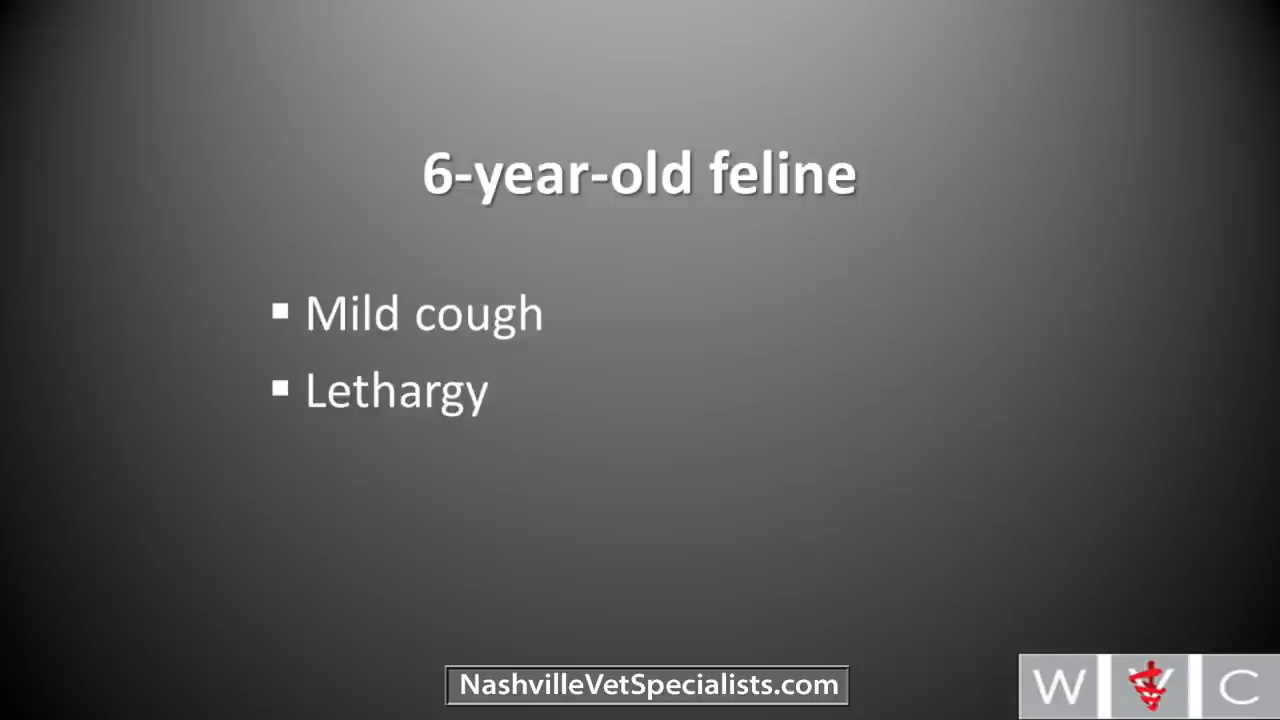 6-year-old feline
▪ Mild cough
▪ Lethargy
NashvilleVetSpecialists.com
W V C